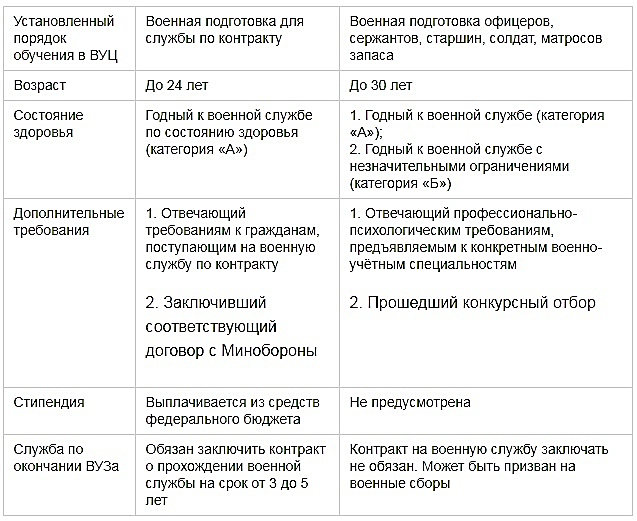 Установленный
порядок
обучения в ВУЦ
Военная подготовка для
службы по контракту
Военная подготовка офицеров,
сержантов, старшин, солдат, матросов
запаса
Возраст
До 24 лет
До 30 лет
Состояние
здоровья
Годный к военной службе
по состоянию здоровья
(категория «А»)
1. Годный к военной службе (категория
«А»);
2. Годный к военной службе с
незначительными ограничениями
(категория «Б»)
Дополнительные
требования
1. Отвечающий
требованиям к гражданам,
поступающим на военную
службу по контракту
2. Заключивший
соответствующий
договор с Минобороны
1. Отвечающий профессионально-
психологическим требованиям,
предъявляемым к конкретным военно-
учётным специальностям
2. Прошедший конкурсный отбор
Стипендия
Выплачивается из средств
федерального бюджета
Не предусмотрена
Служба по
окончании ВУЗа
Обязан заключить контракт
о прохождении военной
службы на срок от 3 до 5
лет
Контракт на военную службу заключать
не обязан. Может быть призван на
военные сборы